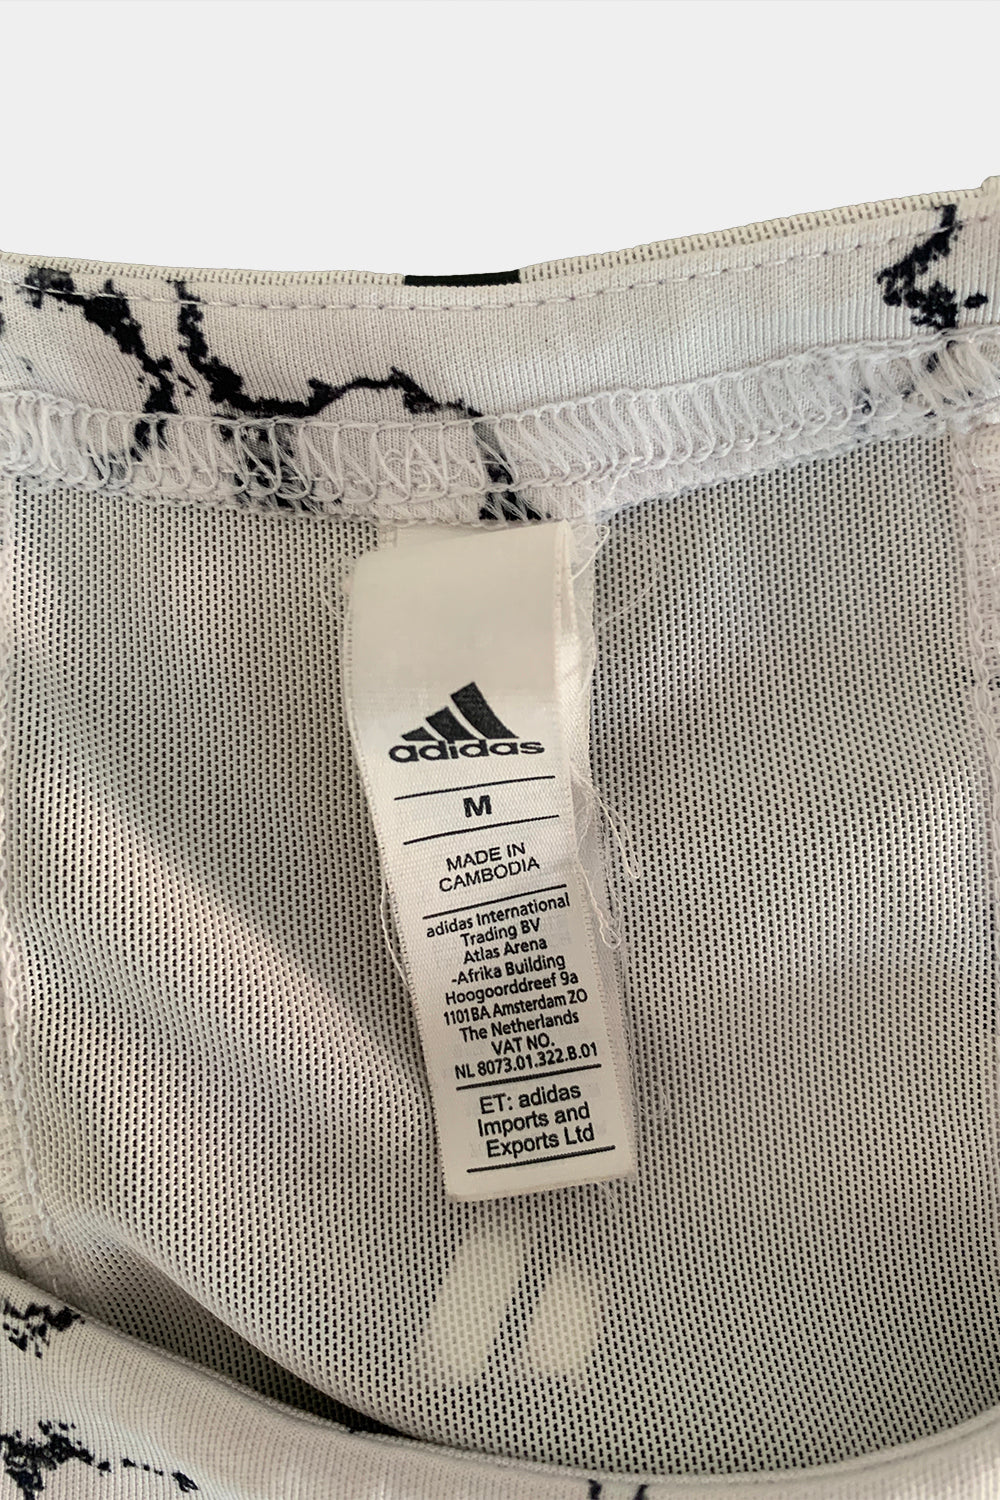 adidas
M
MADE IN
CAMBODIA
adidas International
Trading BV
Atlas Arena
-Afrika Building
Hoogoorddreef 9a
1101BA Amsterdam ZO
The Netherlands
VAT NO.
NL 8073.01.322.B.01
ET: adidas
Imports and
Exports Ltd